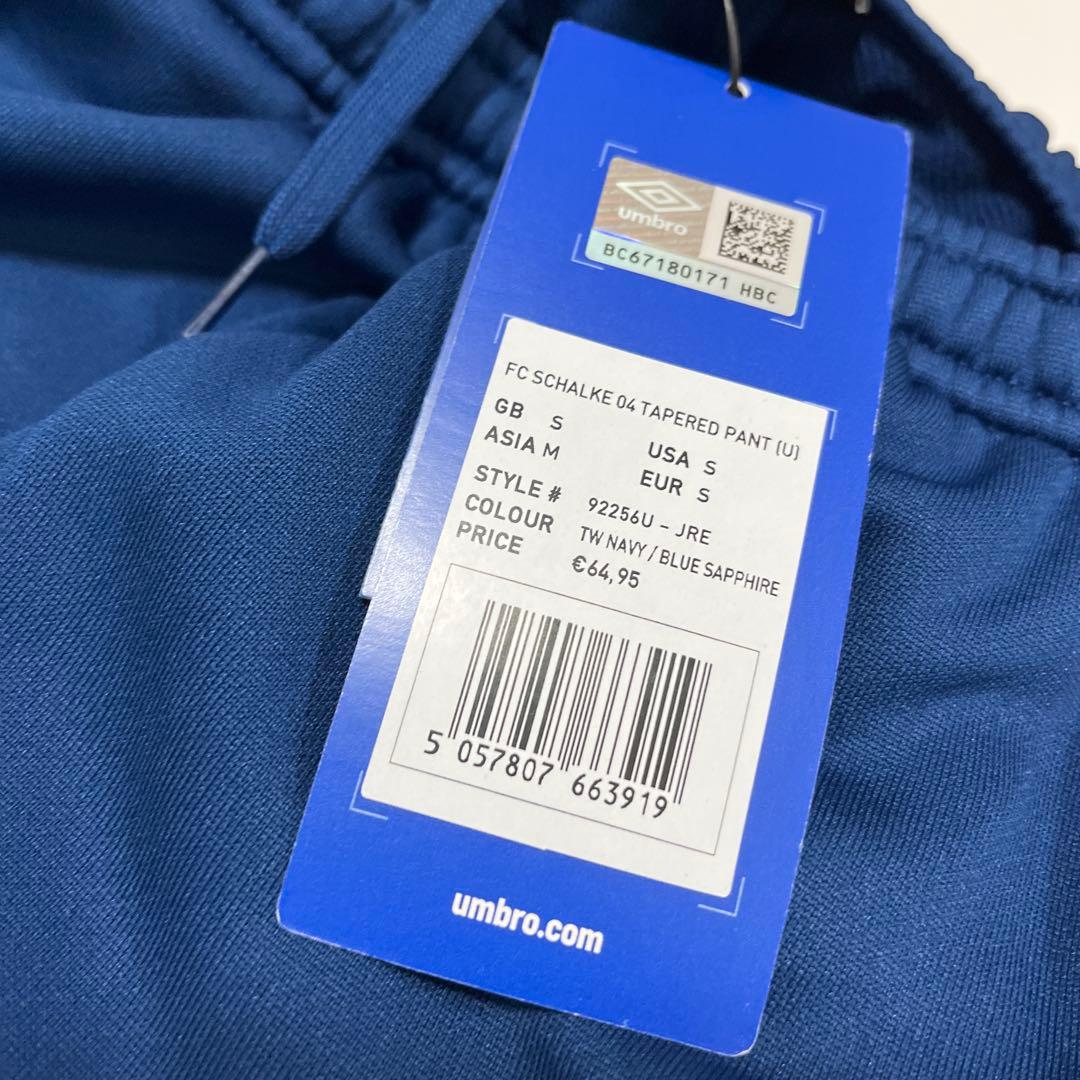 umbro
BC67180171 HBC
FC SCHALKE 04 TAPERED PANT (U)
GB S USA S
ASIA M EUR S
STYLE # 92256U - JRE
COLOUR TW NAVY / BLUE SAPPHIRE
PRICE €64,95
5 057807 663919
umbro.com